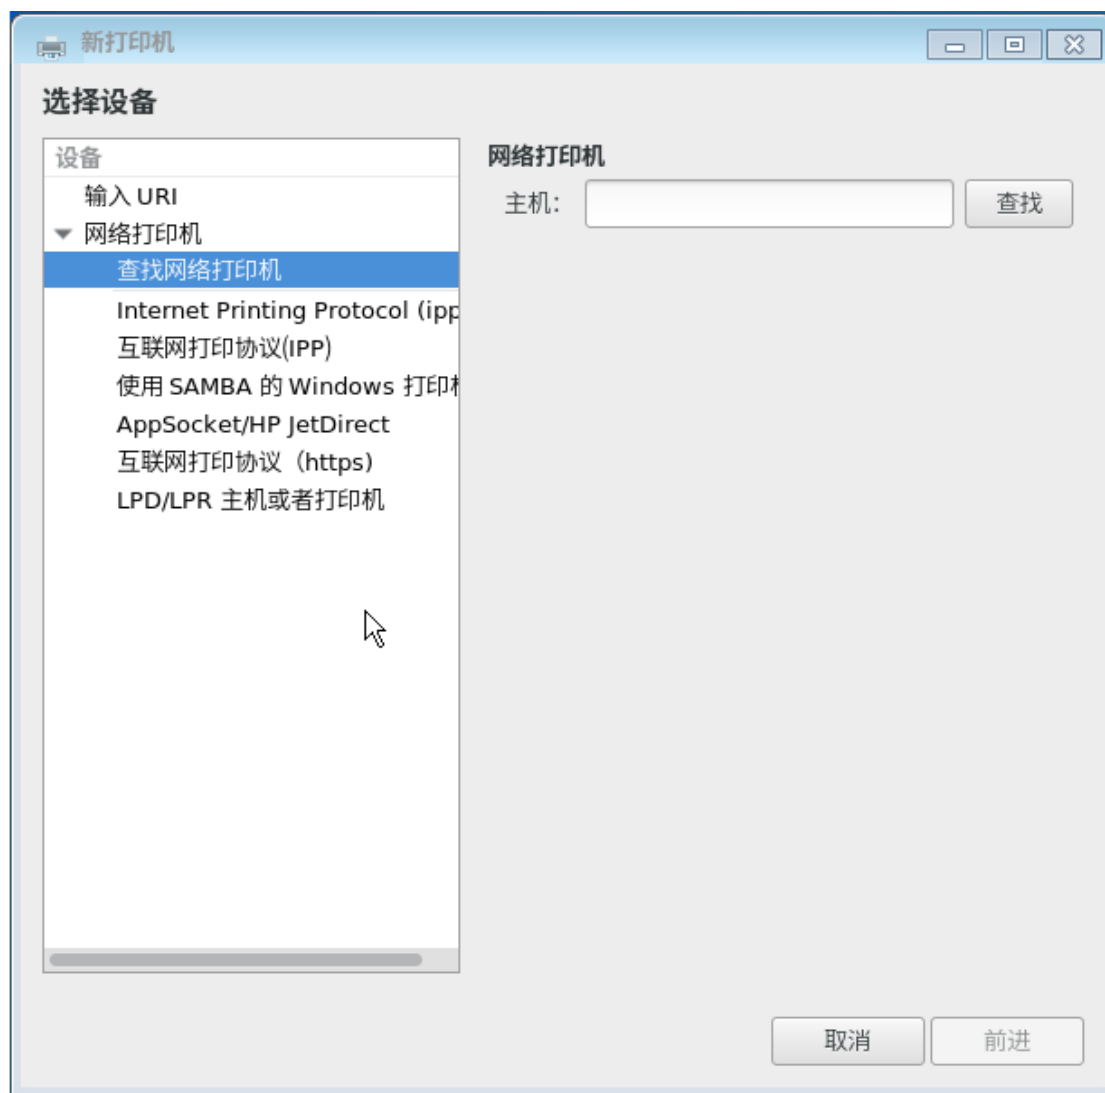 新打印机
选择设备
设备
输入 URI
网络打印机
查找网络打印机
Internet Printing Protocol (ipp
互联网打印协议(IPP)
使用 SAMBA 的 Windows 打印机
AppSocket/HP JetDirect
互联网打印协议（https)
LPD/LPR 主机或者打印机
网络打印机
主机：
查找
取消
前进